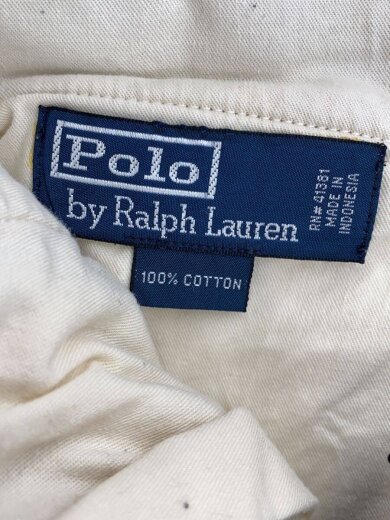 Polo
by Ralph Lauren
RN# 41381
MADE IN
INDONESIA
100% COTTON